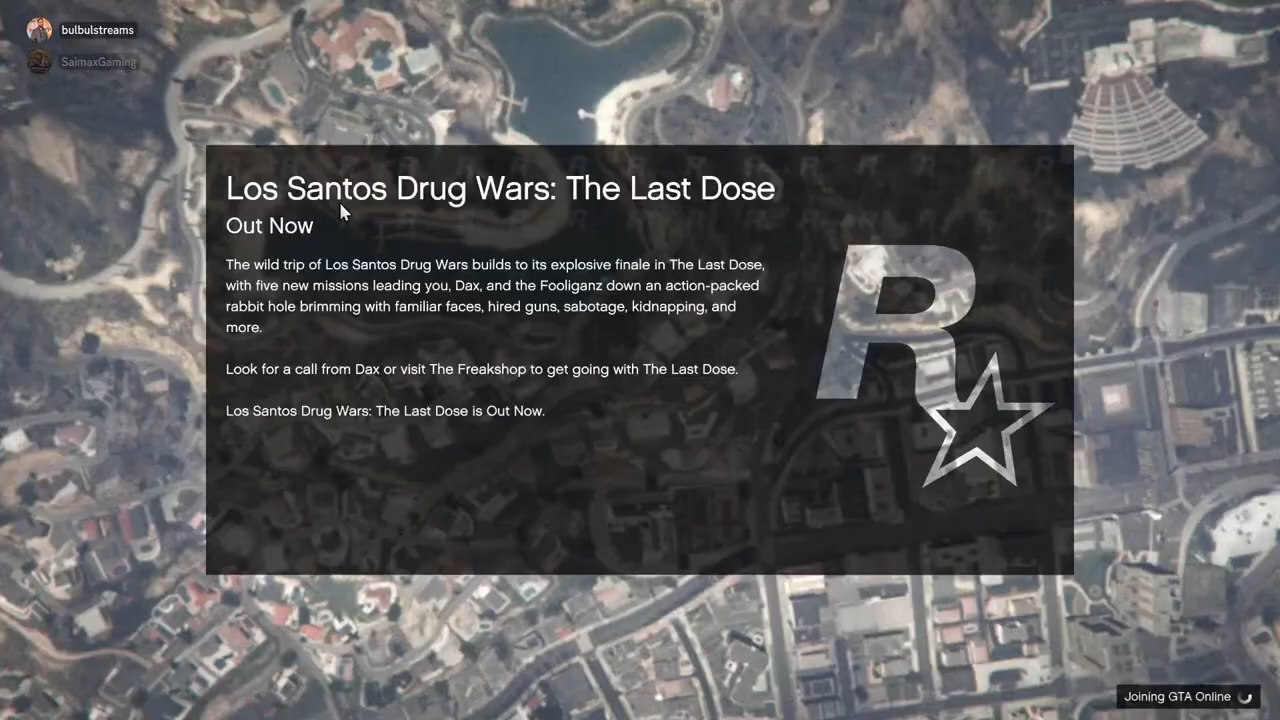 bulbulstreams
SaimaxGaming
Los Santos Drug Wars: The Last Dose
Out Now
The wild trip of Los Santos Drug Wars builds to its explosive finale in The Last Dose,
with five new missions leading you, Dax, and the Fooliganz down an action-packed
rabbit hole brimming with familiar faces, hired guns, sabotage, kidnapping, and
more.
Look for a call from Dax or visit The Freakshop to get going with The Last Dose.
Los Santos Drug Wars: The Last Dose is Out Now.
R
Joining GTA Online